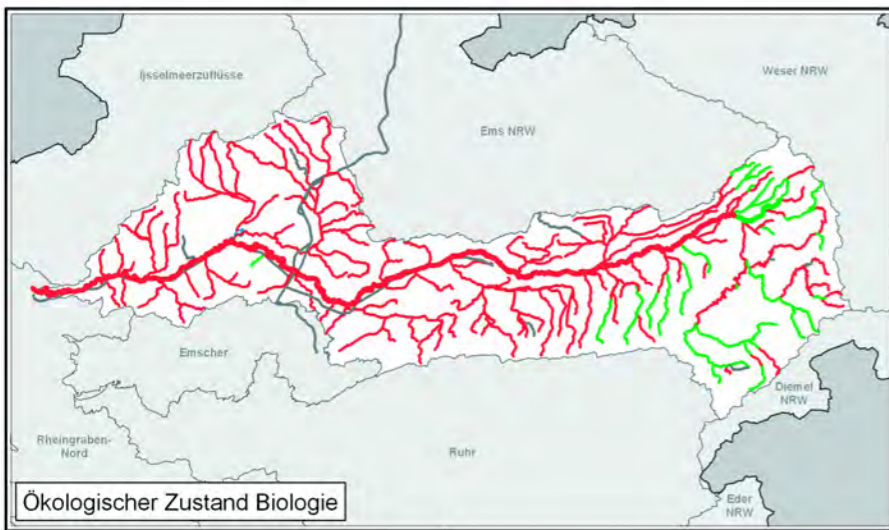 Ijsselmeerzuflüsse
Weser NRW
Ems NRW
Emscher
Diemel
NRW
Rheingraben-
Nord
Ruhr
Eder
NRW
Ökologischer Zustand Biologie